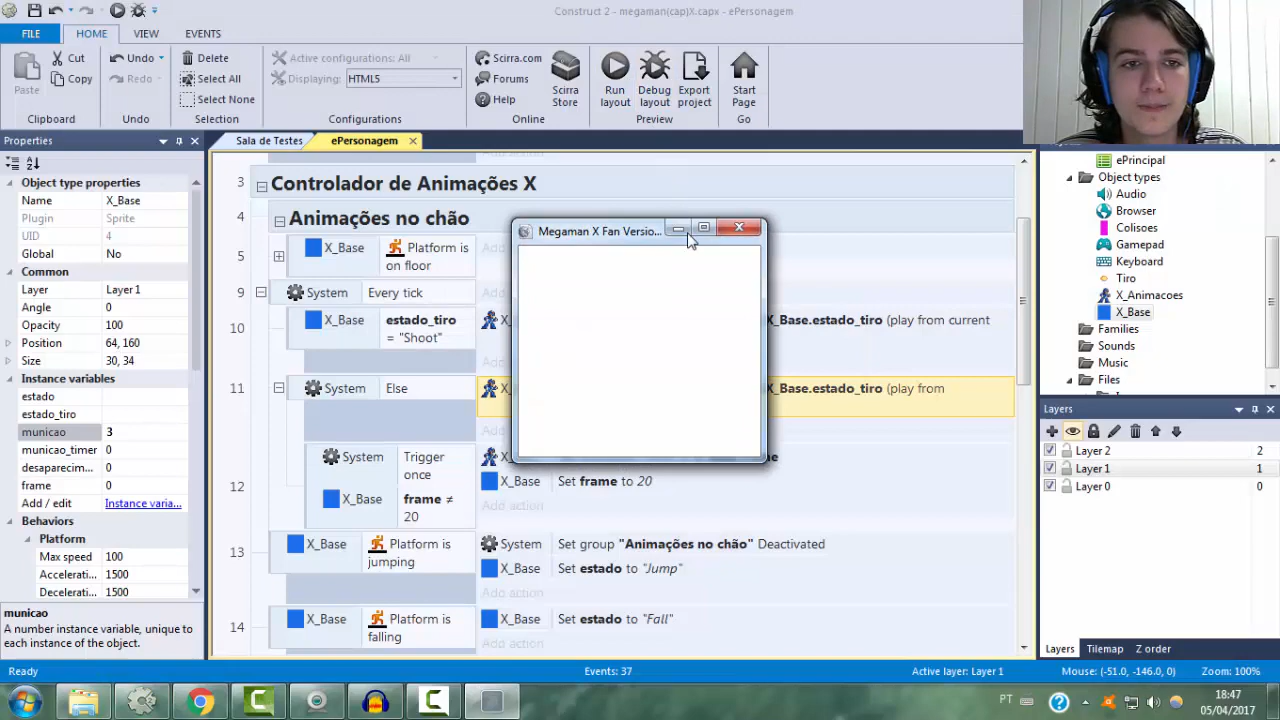 Construct 2 - megaman(cap)X.capx - ePersonagem
FILE HOME VIEW EVENTS
Paste Cut Copy Undo Redo Delete Select All Select None Active configurations: All Displaying: HTML5 Scirra.com Forums Help Scirra Store Run layout Debug layout Export project Start Page
Clipboard Undo Selection Configurations Online Preview Go
Properties
Sala de Testes ePersonagem
Object type properties
Name X_Base
Plugin Sprite
UID 4
Global No
Common
Layer Layer 1
Angle 0
Opacity 100
Position 64, 160
Size 30, 34
Instance variables
estado
estado_tiro
municao 3
municao_timer 0
desaparecim... 0
frame 0
Add / edit Instance varia...
Behaviors
Platform
Max speed 100
Accelerati... 1500
Deceleratio... 1500
municao
A number instance variable, unique to
each instance of the object.
3 Controlador de Animações X
4 Animações no chão
5 X_Base Platform is on floor
9 System Every tick
10 X_Base estado_tiro = "Shoot" X_Base.estado_tiro (play from current
11 System Else X_Base.estado_tiro (play from
12 System Trigger once
X_Base frame ≠ 20 X_Base Set frame to 20
Add action
13 X_Base Platform is jumping System Set group "Animações no chão" Deactivated
X_Base Set estado to "Jump"
Add action
14 X_Base Platform is falling X_Base Set estado to "Fall"
Add action
Megaman X Fan Versio...
ePrincipal
Object types
Audio
Browser
Colisoes
Gamepad
Keyboard
Tiro
X_Animacoes
X_Base
Families
Sounds
Music
Files
Layers
Layer 2 2
Layer 1 1
Layer 0 0
Layers Tilemap Z order
Ready Events: 37 Active layer: Layer 1 Mouse: (-51.0, -146.0, 0) Zoom: 100%
PT 18:47
05/04/2017